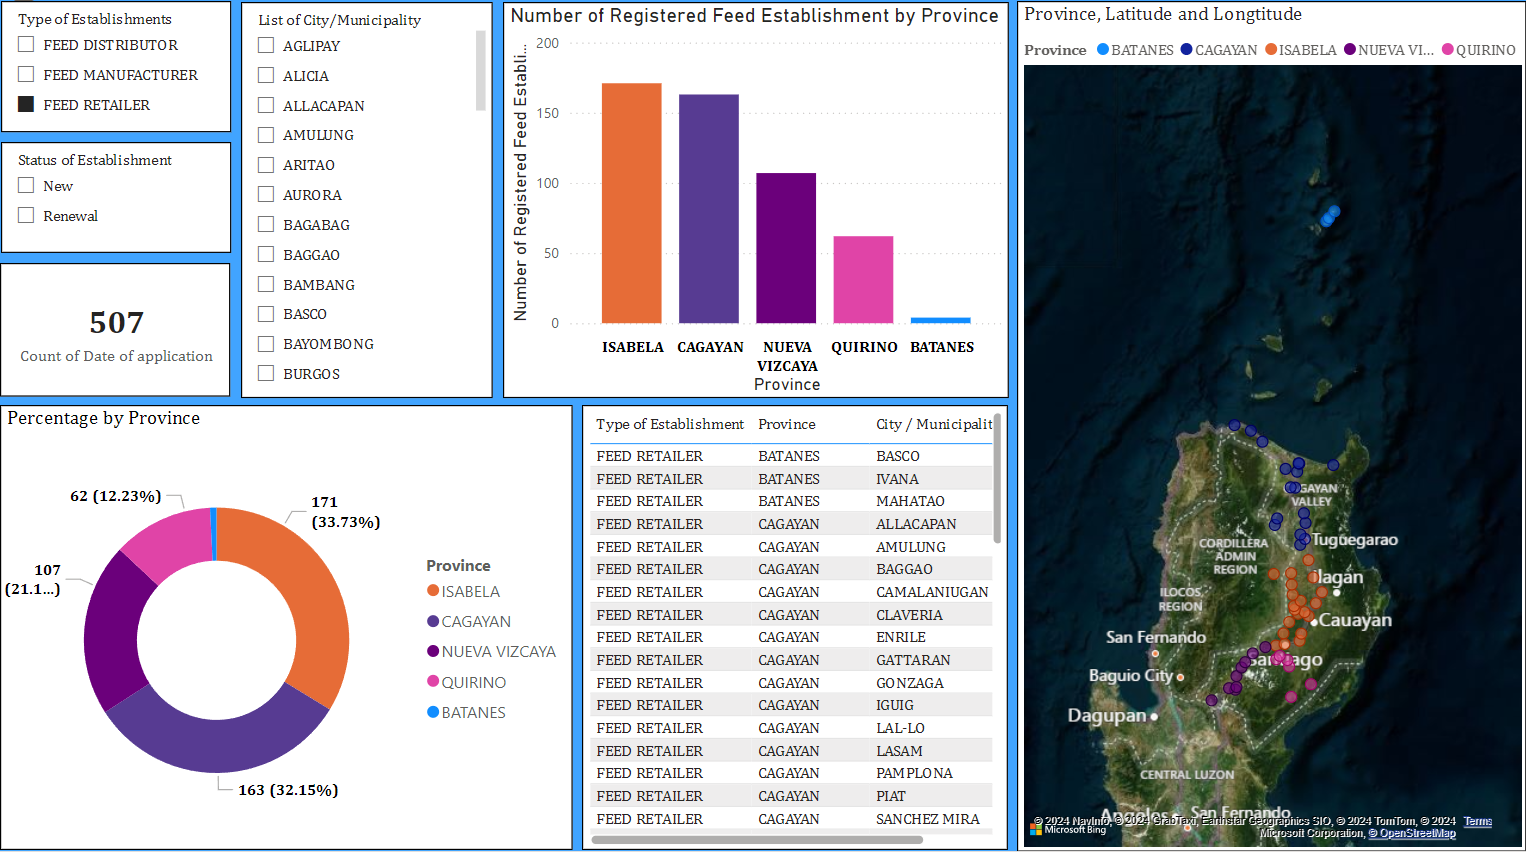 Type of Establishments
FEED DISTRIBUTOR
FEED MANUFACTURER
FEED RETAILER
Status of Establishment
New
Renewal
507
Count of Date of application
List of City/Municipality
AGLIPAY
ALICIA
ALLACAPAN
AMULUNG
ARITAO
AURORA
BAGABAG
BAGGAO
BAMBANG
BASCO
BAYOMBONG
BURGOS
Number of Registered Feed Establishment by Province
Number of Registered Feed Establi...
200
150
100
50
0
ISABELA CAGAYAN NUEVA VIZCAYA QUIRINO BATANES
Province
Percentage by Province
62 (12.23%)
171
(33.73%)
107
(21.1...)
163 (32.15%)
Province
ISABELA
CAGAYAN
NUEVA VIZCAYA
QUIRINO
BATANES
Type of Establishment Province City / Municipalit
FEED RETAILER BATANES BASCO
FEED RETAILER BATANES IVANA
FEED RETAILER BATANES MAHATAO
FEED RETAILER CAGAYAN ALLACAPAN
FEED RETAILER CAGAYAN AMULUNG
FEED RETAILER CAGAYAN BAGGAO
FEED RETAILER CAGAYAN CAMALANIUGAN
FEED RETAILER CAGAYAN CLAVERIA
FEED RETAILER CAGAYAN ENRILE
FEED RETAILER CAGAYAN GATTARAN
FEED RETAILER CAGAYAN GONZAGA
FEED RETAILER CAGAYAN IGUIG
FEED RETAILER CAGAYAN LAL-LO
FEED RETAILER CAGAYAN LASAM
FEED RETAILER CAGAYAN PAMPLONA
FEED RETAILER CAGAYAN PIAT
FEED RETAILER CAGAYAN SANCHEZ MIRA
Province, Latitude and Longtitude
Province BATANES CAGAYAN ISABELA NUEVA VI... QUIRINO
AGAYAN
VALLEY
Tuguegarao
CORDILLERA
ADMIN
REGION
Ilagan
ILOCOS
REGION
Cauayan
San Fernando
Santiago
Baguio City
Dagupan
CENTRAL LUZON
Angeles
San Fernando
© 2024 NavInfo, © 2024 GrabTaxi, Earthstar Geographics SIO, © 2024 TomTom, © 2024 Terms
Microsoft Bing
Microsoft Corporation, © OpenStreetMap